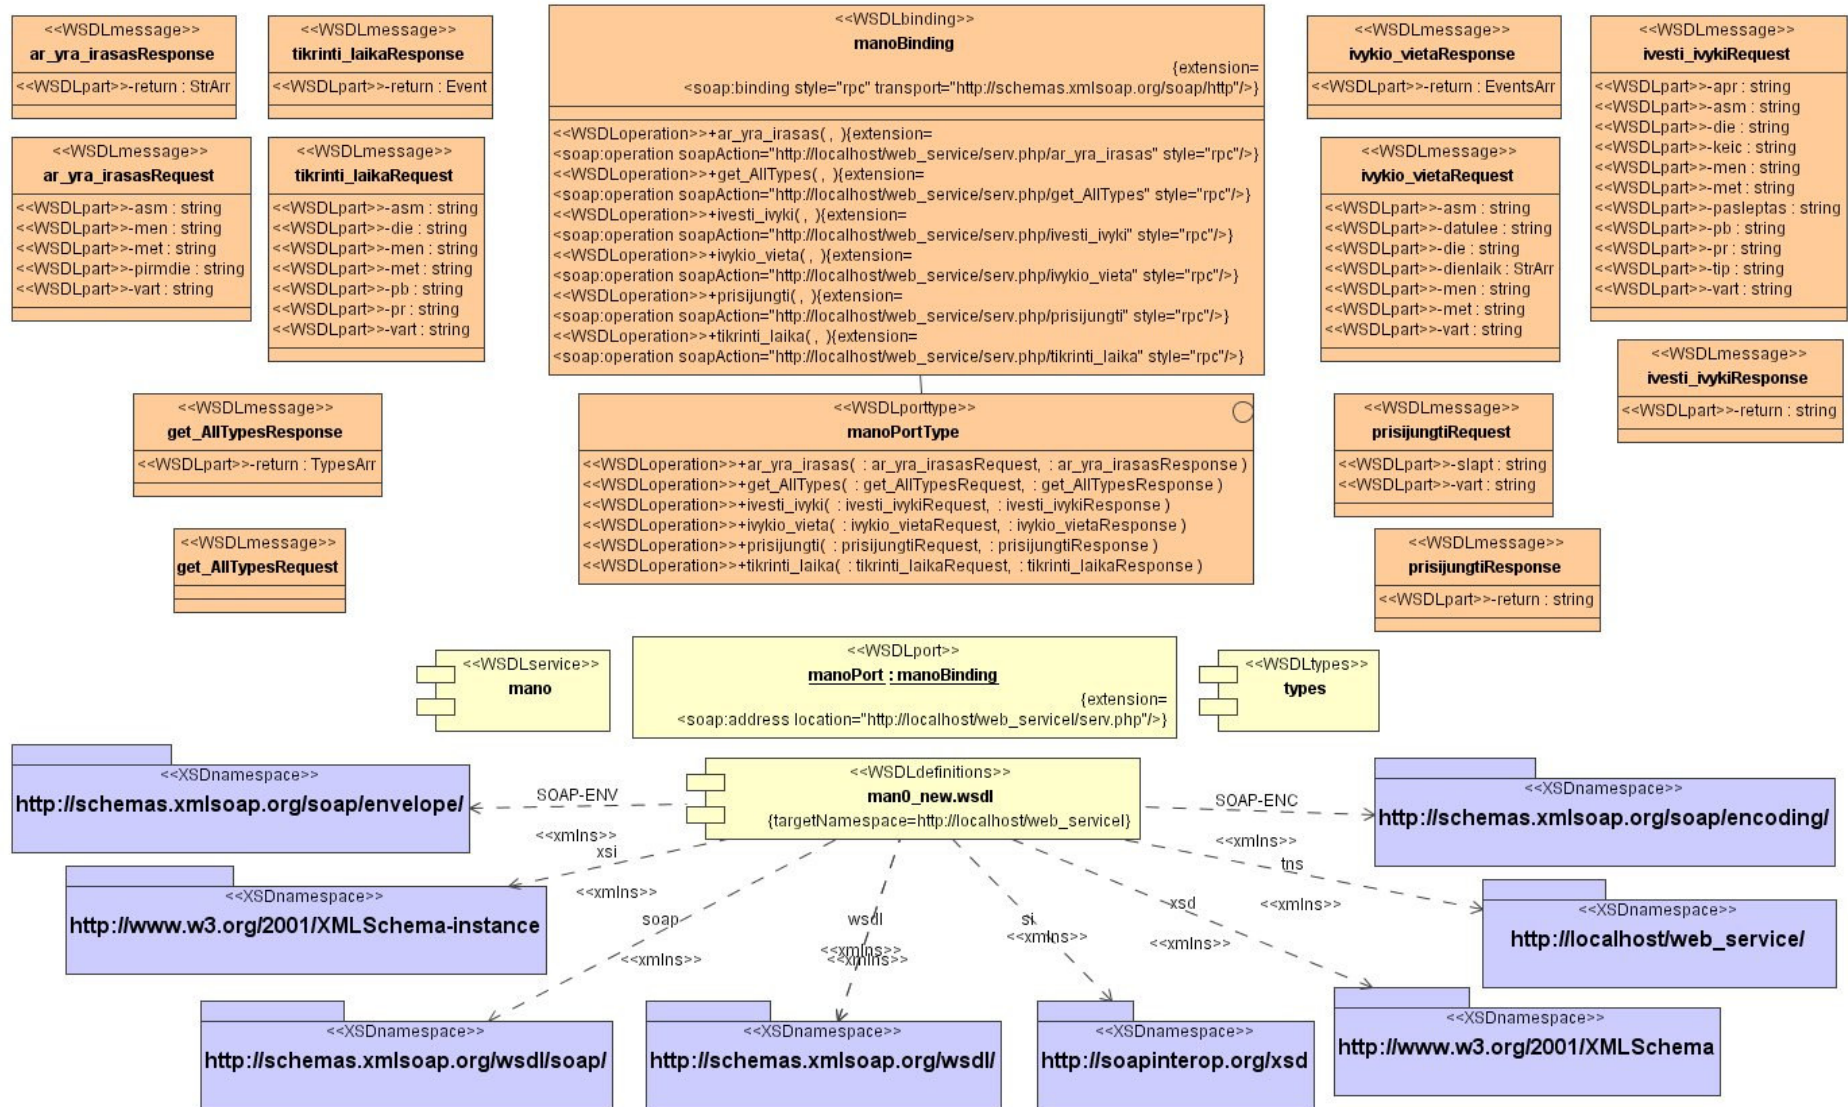 <<WSDLmessage>>
ar_yra_irasasResponse
<<WSDLpart>>-return : StrArr
<<WSDLmessage>>
tikrinti_laikaResponse
<<WSDLpart>>-return : Event
<<WSDLbinding>>
manoBinding
{extension=
<soap:binding style="rpc" transport="http://schemas.xmlsoap.org/soap/http"/>}
<<WSDLoperation>>+ar_yra_irasas( , ){extension=
<soap:operation soapAction="http://localhost/web_service/serv.php/ar_yra_irasas" style="rpc"/>}
<<WSDLoperation>>+get_AllTypes( , ){extension=
<soap:operation soapAction="http://localhost/web_service/serv.php/get_AllTypes" style="rpc"/>}
<<WSDLoperation>>+ivesti_ivyki( , ){extension=
<soap:operation soapAction="http://localhost/web_service/serv.php/ivesti_ivyki" style="rpc"/>}
<<WSDLoperation>>+ivykio_vieta( , ){extension=
<soap:operation soapAction="http://localhost/web_service/serv.php/ivykio_vieta" style="rpc"/>}
<<WSDLoperation>>+prisijungti( , ){extension=
<soap:operation soapAction="http://localhost/web_service/serv.php/prisijungti" style="rpc"/>}
<<WSDLoperation>>+tikrinti_laika( , ){extension=
<soap:operation soapAction="http://localhost/web_service/serv.php/tikrinti_laika" style="rpc"/>}
<<WSDLmessage>>
ivykio_vietaResponse
<<WSDLpart>>-return : EventsArr
<<WSDLmessage>>
ivesti_ivykiRequest
<<WSDLpart>>-apr : string
<<WSDLpart>>-asm : string
<<WSDLpart>>-die : string
<<WSDLpart>>-keic : string
<<WSDLpart>>-men : string
<<WSDLpart>>-met : string
<<WSDLpart>>-pasleptas : string
<<WSDLpart>>-pb : string
<<WSDLpart>>-pr : string
<<WSDLpart>>-tip : string
<<WSDLpart>>-vart : string
<<WSDLmessage>>
ar_yra_irasasRequest
<<WSDLpart>>-asm : string
<<WSDLpart>>-men : string
<<WSDLpart>>-met : string
<<WSDLpart>>-pirmdie : string
<<WSDLpart>>-vart : string
<<WSDLmessage>>
tikrinti_laikaRequest
<<WSDLpart>>-asm : string
<<WSDLpart>>-die : string
<<WSDLpart>>-men : string
<<WSDLpart>>-met : string
<<WSDLpart>>-pb : string
<<WSDLpart>>-pr : string
<<WSDLpart>>-vart : string
<<WSDLmessage>>
ivykio_vietaRequest
<<WSDLpart>>-asm : string
<<WSDLpart>>-datulee : string
<<WSDLpart>>-die : string
<<WSDLpart>>-dienlaik : StrArr
<<WSDLpart>>-men : string
<<WSDLpart>>-met : string
<<WSDLpart>>-vart : string
<<WSDLmessage>>
ivesti_ivykiResponse
<<WSDLpart>>-return : string
<<WSDLmessage>>
get_AllTypesResponse
<<WSDLpart>>-return : TypesArr
<<WSDLporttype>>
manoPortType
<<WSDLoperation>>+ar_yra_irasas( : ar_yra_irasasRequest, : ar_yra_irasasResponse )
<<WSDLoperation>>+get_AllTypes( : get_AllTypesRequest, : get_AllTypesResponse )
<<WSDLoperation>>+ivesti_ivyki( : ivesti_ivykiRequest, : ivesti_ivykiResponse )
<<WSDLoperation>>+ivykio_vieta( : ivykio_vietaRequest, : ivykio_vietaResponse )
<<WSDLoperation>>+prisijungti( : prisijungtiRequest, : prisijungtiResponse )
<<WSDLoperation>>+tikrinti_laika( : tikrinti_laikaRequest, : tikrinti_laikaResponse )
<<WSDLmessage>>
prisijungtiRequest
<<WSDLpart>>-slapt : string
<<WSDLpart>>-vart : string
<<WSDLmessage>>
get_AllTypesRequest
<<WSDLmessage>>
prisijungtiResponse
<<WSDLpart>>-return : string
<<WSDLservice>>
mano
<<WSDLport>>
manoPort : manoBinding
{extension=
<soap:address location="http://localhost/web_servicel/serv.php"/>}
<<WSDLtypes>>
types
<<XSDnamespace>>
http://schemas.xmlsoap.org/soap/envelope/
SOAP-ENV
<<xmlns>>
<<WSDLdefinitions>>
man0_new.wsdl
{targetNamespace=http://localhost/web_servicel}
SOAP-ENC
<<xmlns>>
<<XSDnamespace>>
http://schemas.xmlsoap.org/soap/encoding/
xsi
<<xmlns>>
<<XSDnamespace>>
http://www.w3.org/2001/XMLSchema-instance
soap
<<xmlns>>
wsdl
<<xmlns>>
<<xmlns>>
si
<<xmlns>>
xsd
<<xmlns>>
tns
<<xmlns>>
<<XSDnamespace>>
http://localhost/web_service/
<<XSDnamespace>>
http://schemas.xmlsoap.org/wsdl/soap/
<<XSDnamespace>>
http://schemas.xmlsoap.org/wsdl/
<<XSDnamespace>>
http://soapinterop.org/xsd
<<XSDnamespace>>
http://www.w3.org/2001/XMLSchema